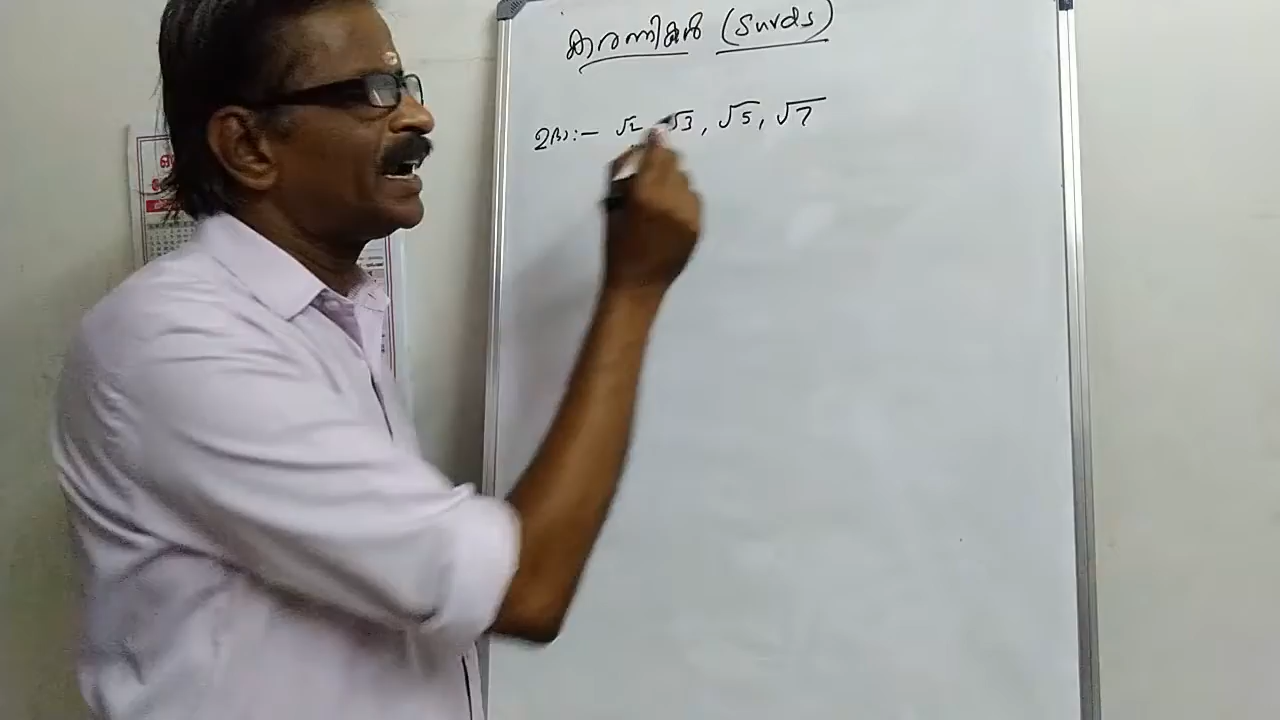 കരണികൾ (Surds)
ഉദാ:- √2, √3, √5, √7